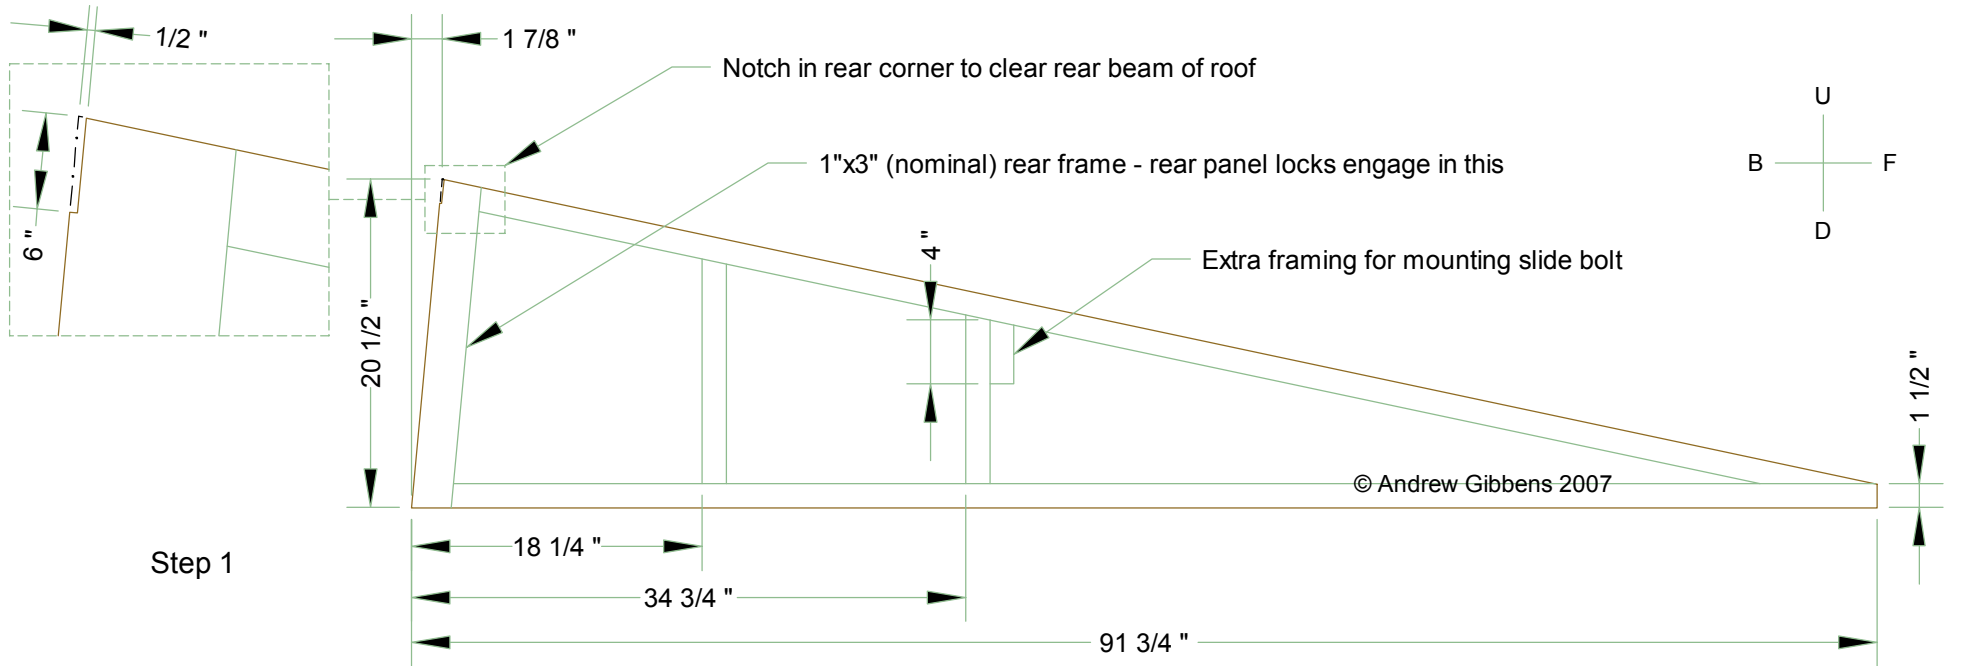 1/2 "
1 7/8 "
Notch in rear corner to clear rear beam of roof
U
B
F
D
1"x3" (nominal) rear frame - rear panel locks engage in this
6 "
4 "
Extra framing for mounting slide bolt
20 1/2 "
1 1/2 "
© Andrew Gibbens 2007
18 1/4 "
Step 1
34 3/4 "
91 3/4 "